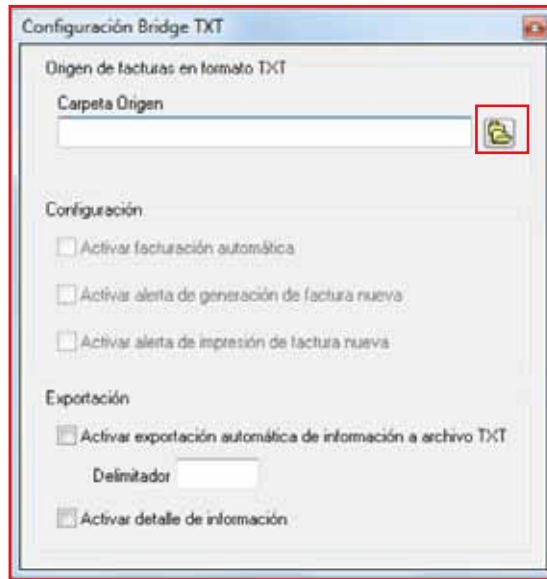 Configuración Bridge TXT
Origen de facturas en formato TXT
Carpeta Origen
Configuración
Activar facturación automática
Activar alerta de generación de factura nueva
Activar alerta de impresión de factura nueva
Exportación
Activar exportación automática de información a archivo TXT
Delimitador
Activar detalle de información